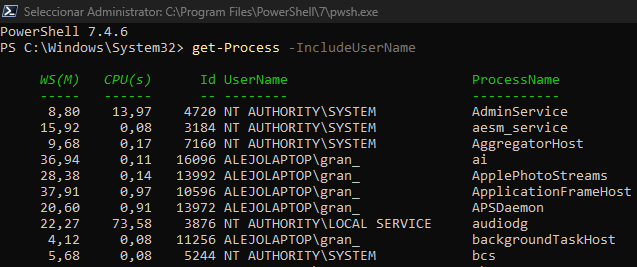 Seleccionar Administrator: C:\Program Files\PowerShell\7\pwsh.exe
PowerShell 7.4.6
PS C:\Windows\System32> get-Process -IncludeUserName
WS(M) CPU(s) Id UserName ProcessName
----- ------ -- -------- -----------
8,80 13,97 4720 NT AUTHORITY\SYSTEM AdminService
15,92 0,08 3184 NT AUTHORITY\SYSTEM aesm_service
9,68 0,17 7160 NT AUTHORITY\SYSTEM AggregatorHost
36,94 0,11 16096 ALEJOLAPTOP\gran_ ai
28,38 0,14 13992 ALEJOLAPTOP\gran_ ApplePhotoStreams
37,91 0,97 10596 ALEJOLAPTOP\gran_ ApplicationFrameHost
20,60 0,91 13972 ALEJOLAPTOP\gran_ APSDaemon
22,27 73,58 3876 NT AUTHORITY\LOCAL SERVICE audiodg
4,12 0,08 11256 ALEJOLAPTOP\gran_ backgroundTaskHost
5,68 0,08 5244 NT AUTHORITY\SYSTEM bcs